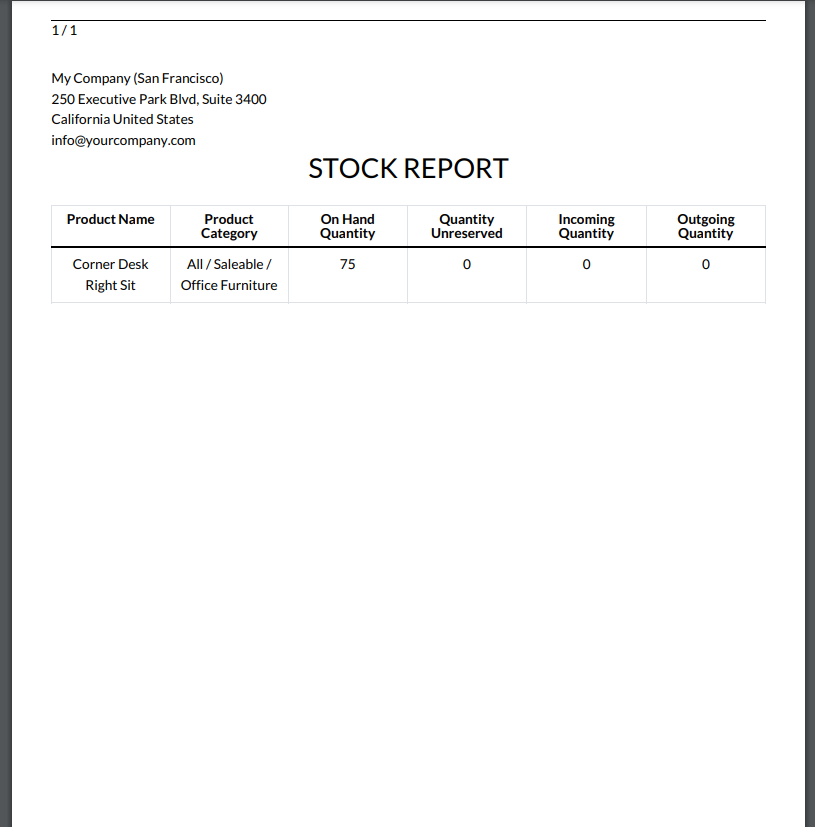 1 / 1
My Company (San Francisco)
250 Executive Park Blvd, Suite 3400
California United States
info@yourcompany.com
STOCK REPORT
Product Name
Product
Category
On Hand
Quantity
Quantity
Unreserved
Incoming
Quantity
Outgoing
Quantity
Corner Desk
Right Sit
All / Saleable /
Office Furniture
75
0
0
0